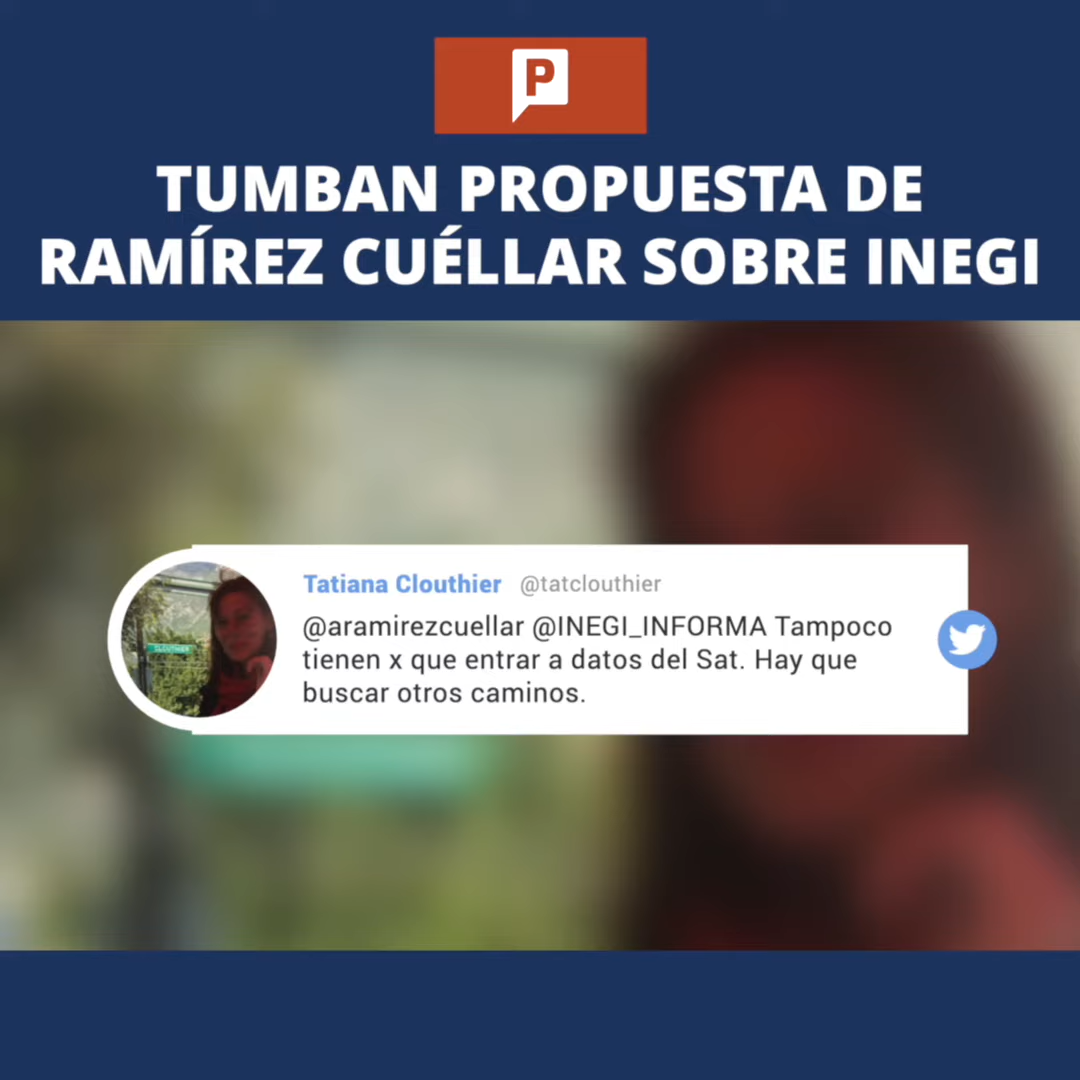 P
TUMBAN PROPUESTA DE
RAMÍREZ CUÉLLAR SOBRE INEGI
Tatiana Clouthier @tatclouthier
@aramirezcuellar @INEGI_INFORMA Tampoco
tienen x que entrar a datos del Sat. Hay que
buscar otros caminos.
CLOUTHIER